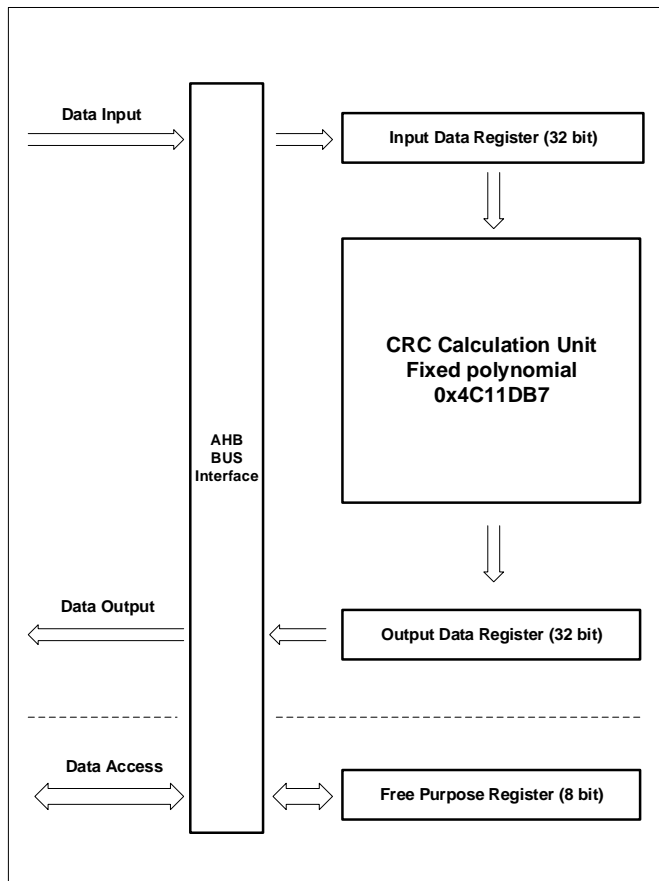 Data Input
Input Data Register (32 bit)
CRC Calculation Unit
Fixed polynomial
0x4C11DB7
AHB
BUS
Interface
Data Output
Output Data Register (32 bit)
Data Access
Free Purpose Register (8 bit)